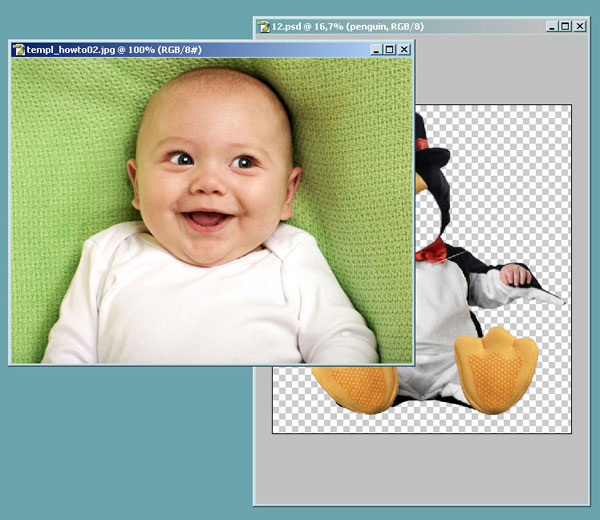 12.psd @ 16,7% (penguin, RGB/8)
templ_howto02.jpg @ 100% (RGB/8#)